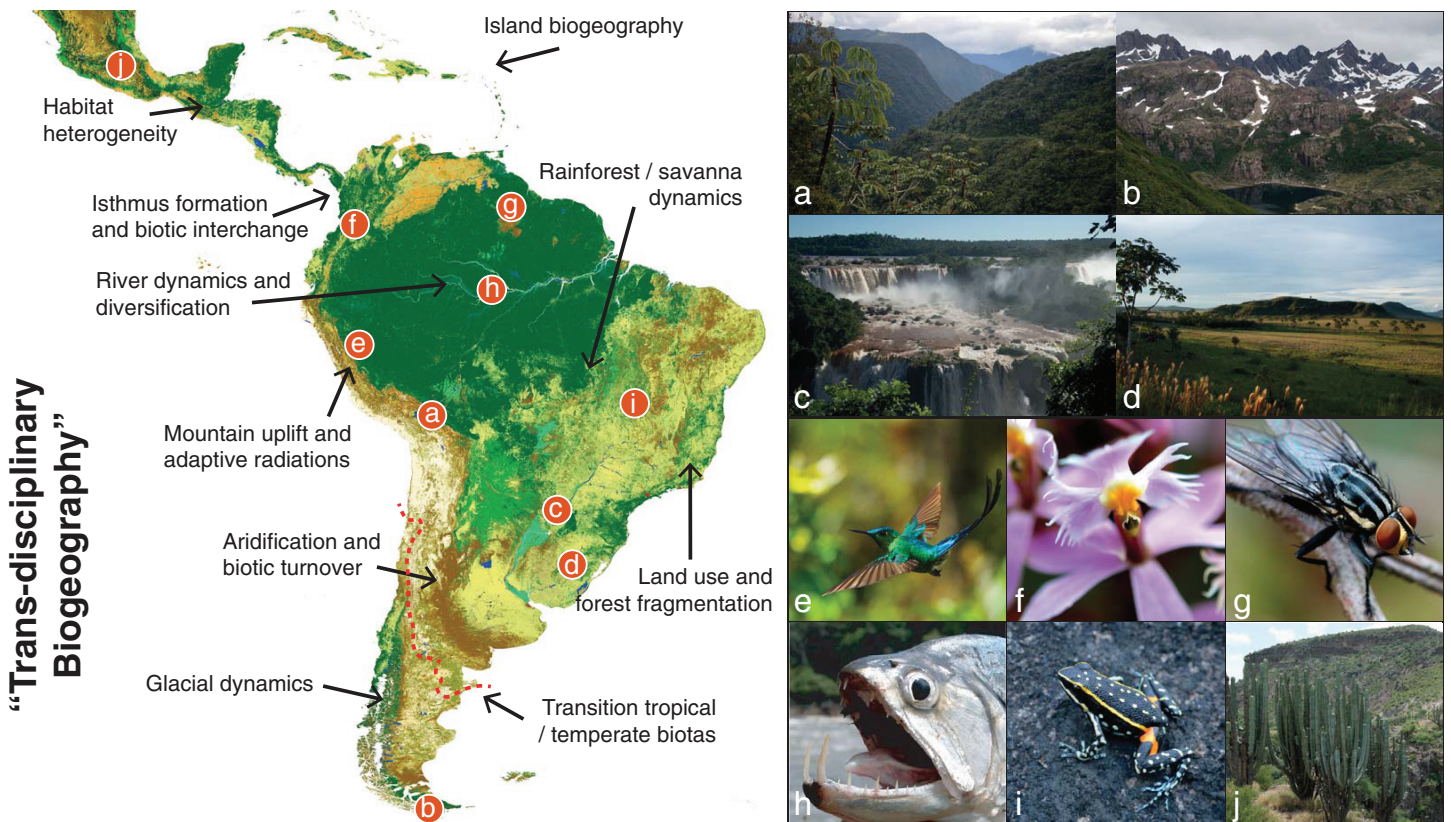 Island biogeography
j
Habitat
heterogeneity
Rainforest / savanna
dynamics
Isthmus formation
and biotic interchange
g
f
River dynamics and
diversification
h
e
a
i
Mountain uplift and
adaptive radiations
c
Aridification and
biotic turnover
d
Land use and
forest fragmentation
Glacial dynamics
Transition tropical
/ temperate biotas
b
“Trans-disciplinary
Biogeography”
a
b
c
d
e
f
g
h
i
j